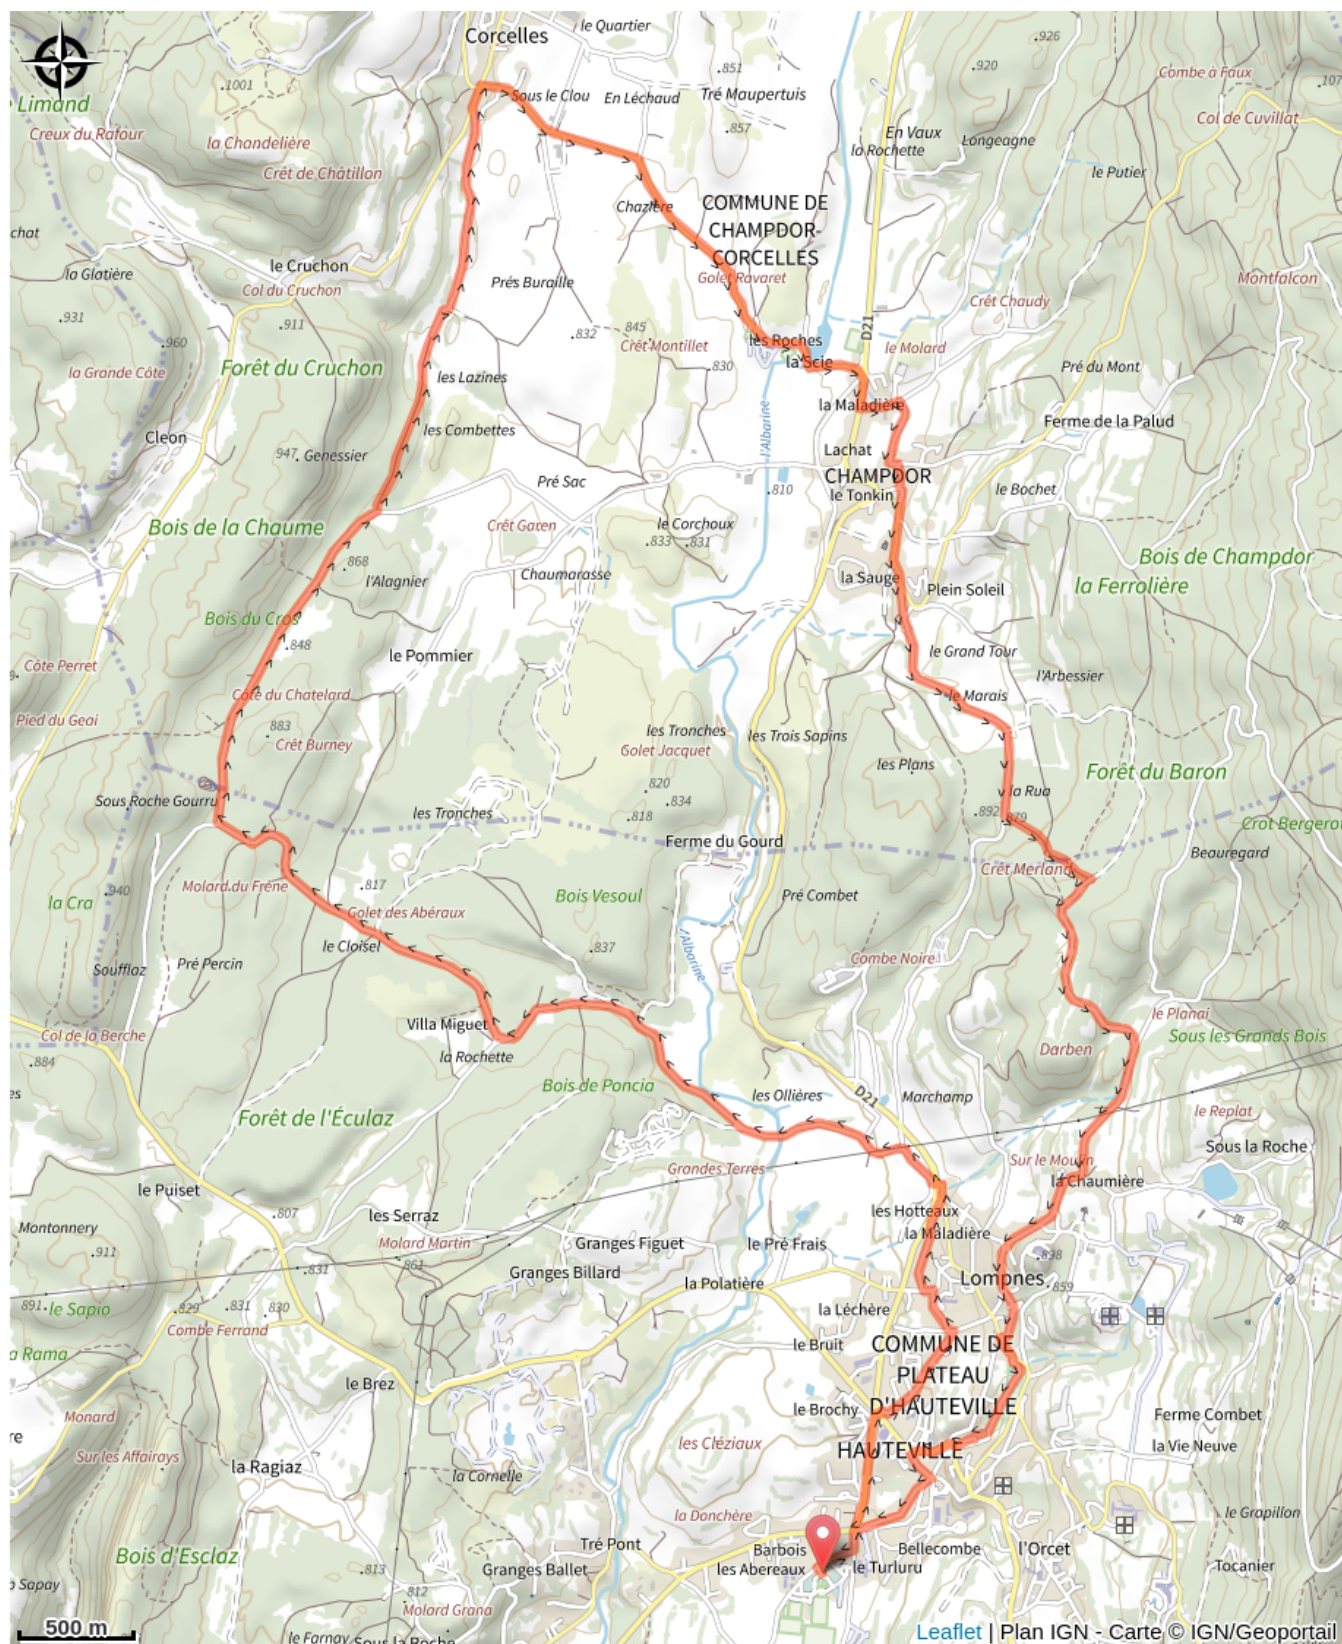 Corcelles
le Quartier
.926
.920
Combe à Faux
.851
.1001
Sous le Clou
En Léchaud
Tré Maupertuis
Limand
Creux du Rafour
Col de Cuvillat
.857
En Vaux
la Rochette
Longeagne
la Chandelière
Crêt de Châtillon
le Putier
Chazière
COMMUNE DE
CHAMPDOR-
CORCELLES
chat
la Glatière
le Cruchon
Col du Cruchon
Prés Buraille
Golet Ravaret
Montfalcon
Crêt Chaudy
.931
.911
.960
.832
845
Crêt Montillet
les Roches
D21
le Molard
la Grande Côte
Forêt du Cruchon
les Lazines
.830
la Scie
Pré du Mont
la Maladière
Cleon
les Combettes
l'Albarine
Ferme de la Palud
947.
Genessier
Lachat
Pré Sac
CHAMPDOR
.810
le Tonkin
le Bochet
Bois de la Chaume
Crêt Garen
le Corchoux
.833
.831
Bois de Champdor
.868
l'Alagnier
Chaumarasse
la Sauge
Plein Soleil
la Ferrolière
Bois du Cros
.848
le Pommier
le Grand Tour
Côte Perret
l'Arbessier
Côte du Chatelard
le Marais
Pied du Geai
.883
Crêt Burney
les Tronches
Golet Jacquet
les Trois Sapins
les Plans
Forêt du Baron
820
.834
Sous Roche Gourru
les Tronches
.818
la Rua
.892
879
Crot Bergerot
Ferme du Gourd
Beauregard
Crêt Merland
.940
Molard du Frêne
.817
Bois Vesoul
Pré Combet
la Cra
Golet des Abéraux
le Cloisel
.837
l'Albarine
Combe Noire
Soufflaz
Pré Percin
le Planai
Villa Miguet
Col de la Berche
Sous les Grands Bois
la Rochette
Darben
.884
es
Bois de Poncia
les Ollières
D21
Marchamp
Forêt de l'Éculaz
le Replat
Sous la Roche
Grandes Terres
Sur le Moulin
la Chaumière
le Puiset
.807
les Serraz
les Hotteaux
Montonnery
Molard Martin
la Maladière
.911
Granges Figuet
le Pré Frais
.898
.831
861
Granges Billard
Lompnes
.859
la Polatière
891.
le Sapio
.829
.831
830
la Léchère
Combe Ferrand
a Rama
le Bruit
COMMUNE DE
PLATEAU
D'HAUTEVILLE
le Brez
le Brochy
Monard
Ferme Combet
re
les Cléziaux
HAUTEVILLE
la Vie Neuve
Sur les Affairoys
la Ragiaz
la Cornelle
la Donchère
le Grapillon
Bois d'Esclaz
Tré Pont
Barbois
Bellecombe
l'Orcet
.813
Granges Ballet
les Abereaux
le Turluru
Tocanier
Sapay
812
Molard Grana
500 m
le Farnay
Sous la Roche
Leaflet | Plan IGN - Carte © IGN/Geoportail